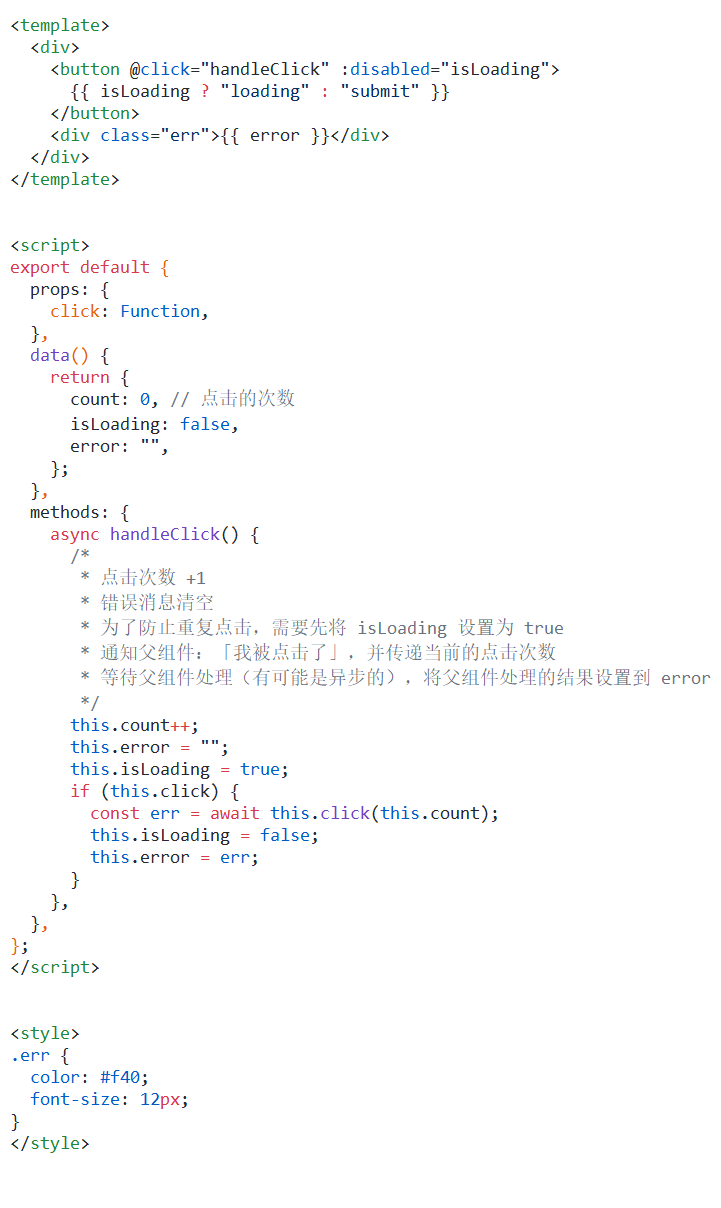 <template>
  <div>
    <button @click="handleClick" :disabled="isLoading">
      {{ isLoading ? "loading" : "submit" }}
    </button>
    <div class="err">{{ error }}</div>
  </div>
</template>
<script>
export default {
  props: {
    click: Function,
  },
  data() {
    return {
      count: 0, // 点击的次数
      isLoading: false,
      error: "",
    };
  },
  methods: {
    async handleClick() {
      /*
       * 点击次数 +1
       * 错误消息清空
       * 为了防止重复点击，需要先将 isLoading 设置为 true
       * 通知父组件：「我被点击了」，并传递当前的点击次数
       * 等待父组件处理（有可能是异步的），将父组件处理的结果设置到 error
       */
      this.count++;
      this.error = "";
      this.isLoading = true;
      if (this.click) {
        const err = await this.click(this.count);
        this.isLoading = false;
        this.error = err;
      }
    },
  },
};
</script>
<style>
.err {
  color: #f40;
  font-size: 12px;
}
</style>